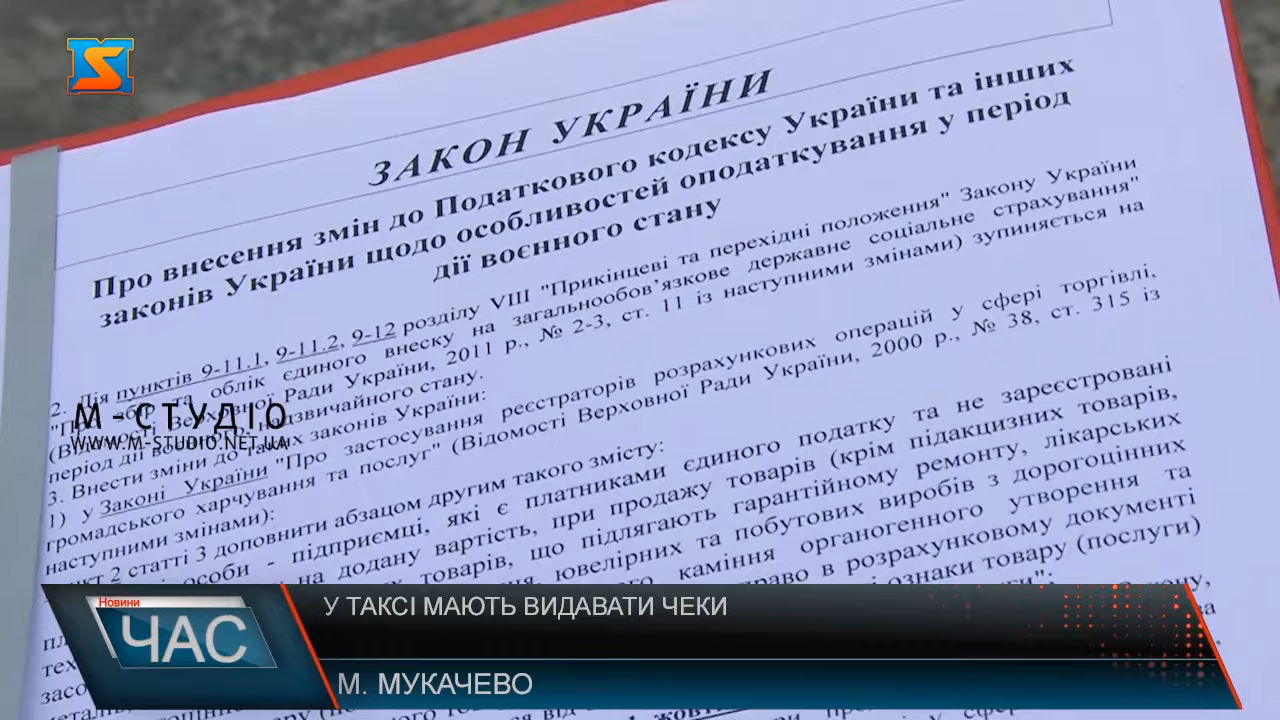 ЗАКОН УКРАЇНИ
Про внесення змін до Податкового кодексу України та інших
законів України щодо особливостей оподаткування у період
дії воєнного стану
2. Дія пунктів 9-11.1, 9-11.2, 9-12 розділу VIII "Прикінцеві та перехідні положення" Закону України
та облік єдиного внеску на загальнообов’язкове державне соціальне страхування"
Верховної Ради України, 2011 р., № 2-3, ст. 11 із наступними змінами) зупиняється на
період дії стану.
3. Внести зміни до таких законів України:
1) у Законі України "Про застосування реєстраторів розрахункових операцій у сфері торгівлі,
громадського харчування та послуг" (Відомості Верховної Ради України, 2000 р., № 38, ст. 315 із
наступними змінами):
2 статті 3 доповнити абзацом другим такого змісту:
особи - підприємці, які є платниками єдиного податку та не зареєстровані
на додану вартість, при продажу товарів (крім підакцизних товарів,
товарів, що підлягають гарантійному ремонту, лікарських
ювелірних та побутових виробів з дорогоцінних
каміння органогенного утворення та
право в розрахунковому документі
ознаки товару (послуги)
М-СТУДІО
WWW.M-STUDIO.NET.UA
Новини
ЧАС
У ТАКСІ МАЮТЬ ВИДАВАТИ ЧЕКИ
М. МУКАЧЕВО